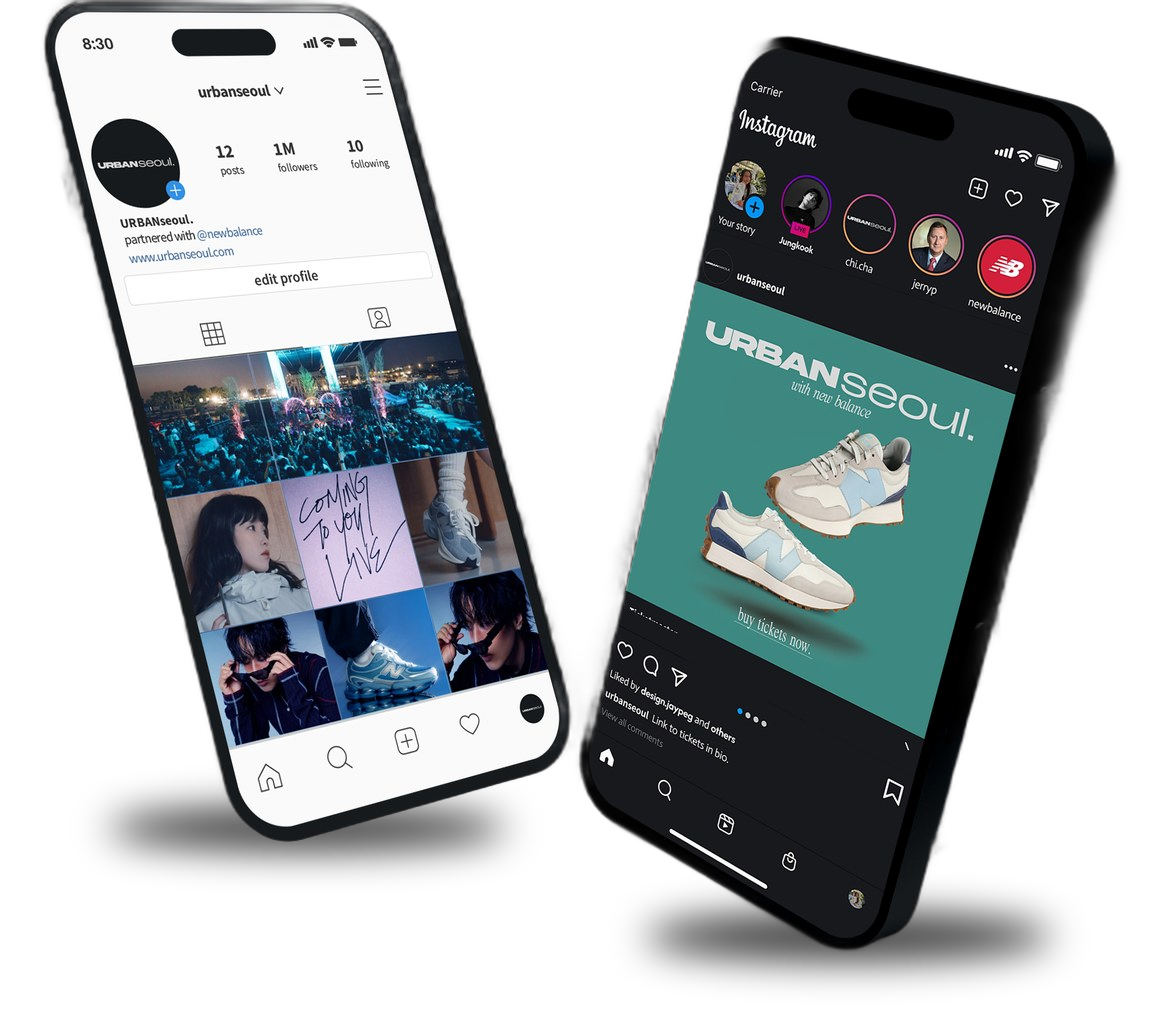 8:30
urbanseoul
URBANseoul.
12
posts
1M
followers
10
following
URBANseoul.
partnered with @newbalance
www.urbanseoul.com
edit profile
COMING
TO YOU
LIVE
Carrier
Instagram
Your story
LIVE
Jungkook
URBANseoul.
chi.cha
jerryp
newbalance
urbanseoul
URBANseoul.
with new balance
buy tickets now.
Liked by design.jaypeg and others
urbanseoul Link to tickets in bio.
View all comments